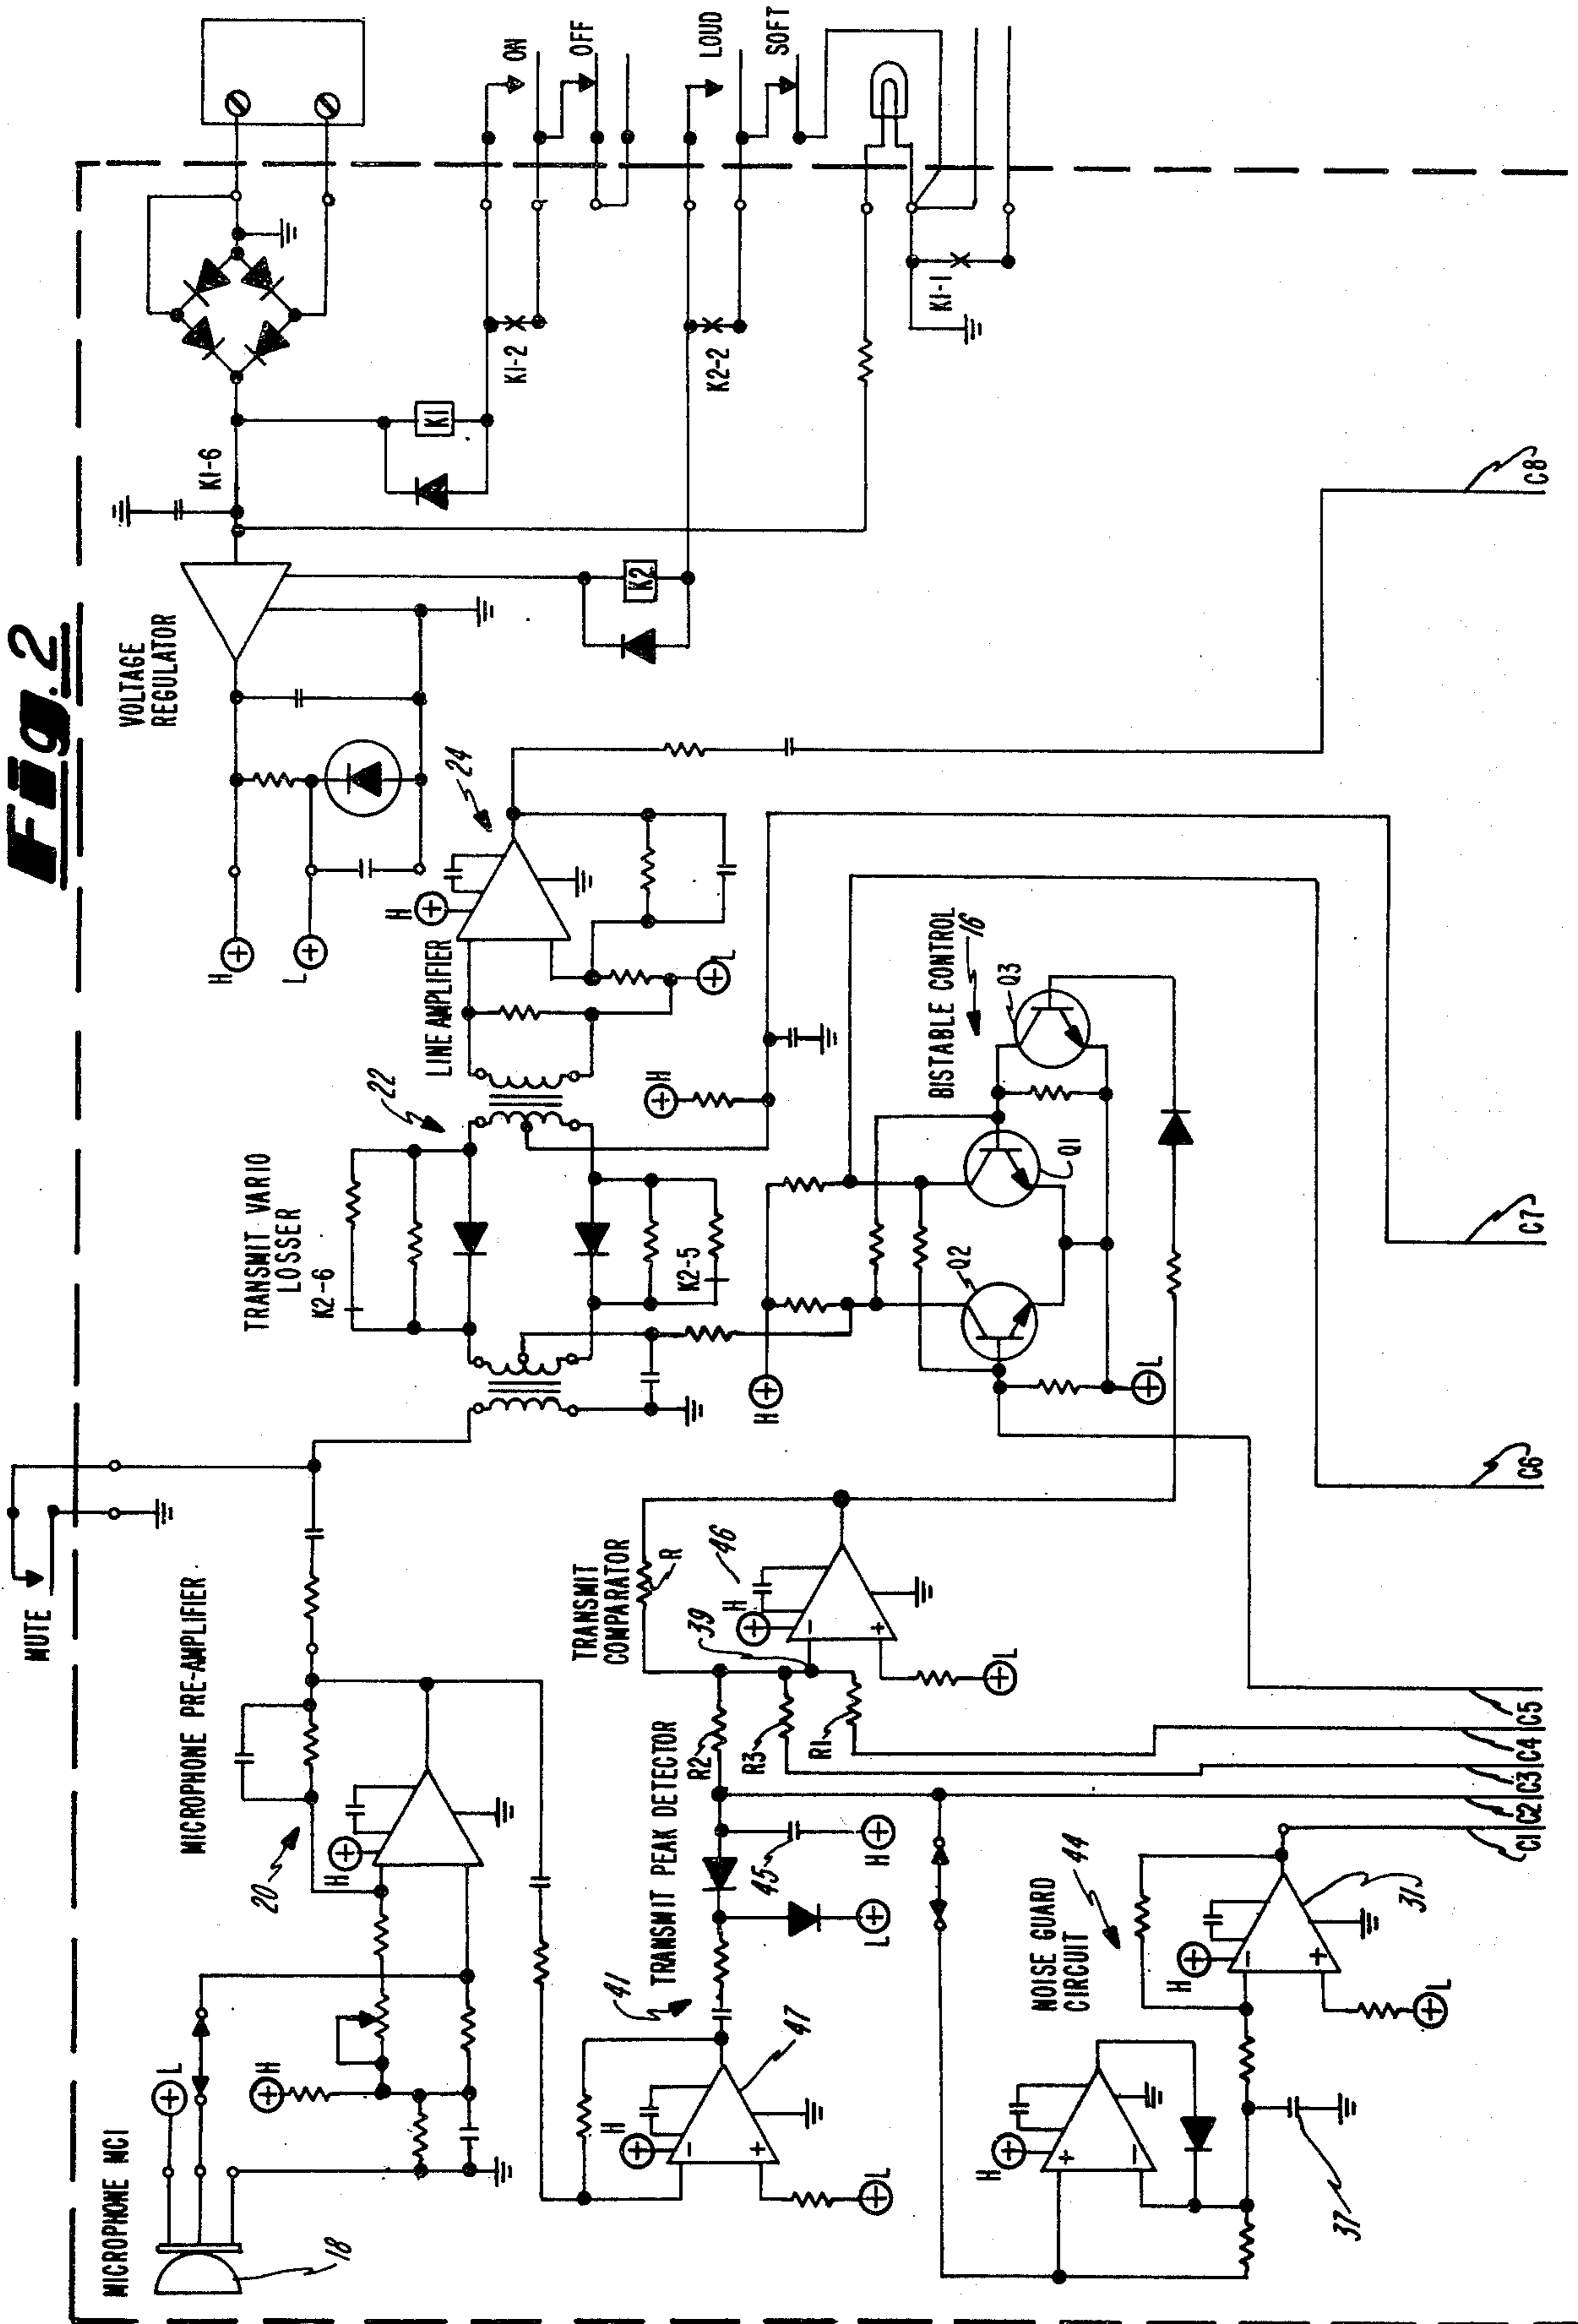 Fig. 2
MUTE
MICROPHONE MC1
18
L
H
MICROPHONE PRE-AMPLIFIER
20
H
TRANSMIT VARIO
LOSSER
K2-6
22
K2-5
LINE AMPLIFIER
24
H
L
H
VOLTAGE
REGULATOR
H
L
K1-6
K1
K2
K1-2
K2-2
K1-1
ON
OFF
LOUD
SOFT
41
TRANSMIT PEAK DETECTOR
47
H
L
L
45
H
R2
R3
R1
TRANSMIT
COMPARATOR
R
39
46
H
L
BISTABLE CONTROL
16
H
Q2
Q1
Q3
L
NOISE GUARD
CIRCUIT
44
H
37
H
31
L
C1
C2
C3
C4
C5
C6
C7
C8